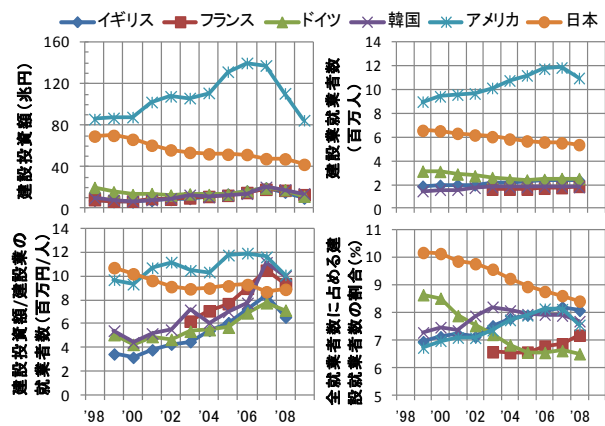 イギリス フランス ドイツ 韓国 アメリカ 日本
建設投資額(兆円)
160
120
80
40
0
建設業就業者数
(百万人)
14
12
10
8
6
4
2
0
建設投資額/建設業の
就業者数(百万円/人)
14
12
10
8
6
4
2
0
'98 '00 '02 '04 '06 '08
全就業者数に占める建
設就業者数の割合(%)
11
10
9
8
7
6
5
'98 '00 '02 '04 '06 '08